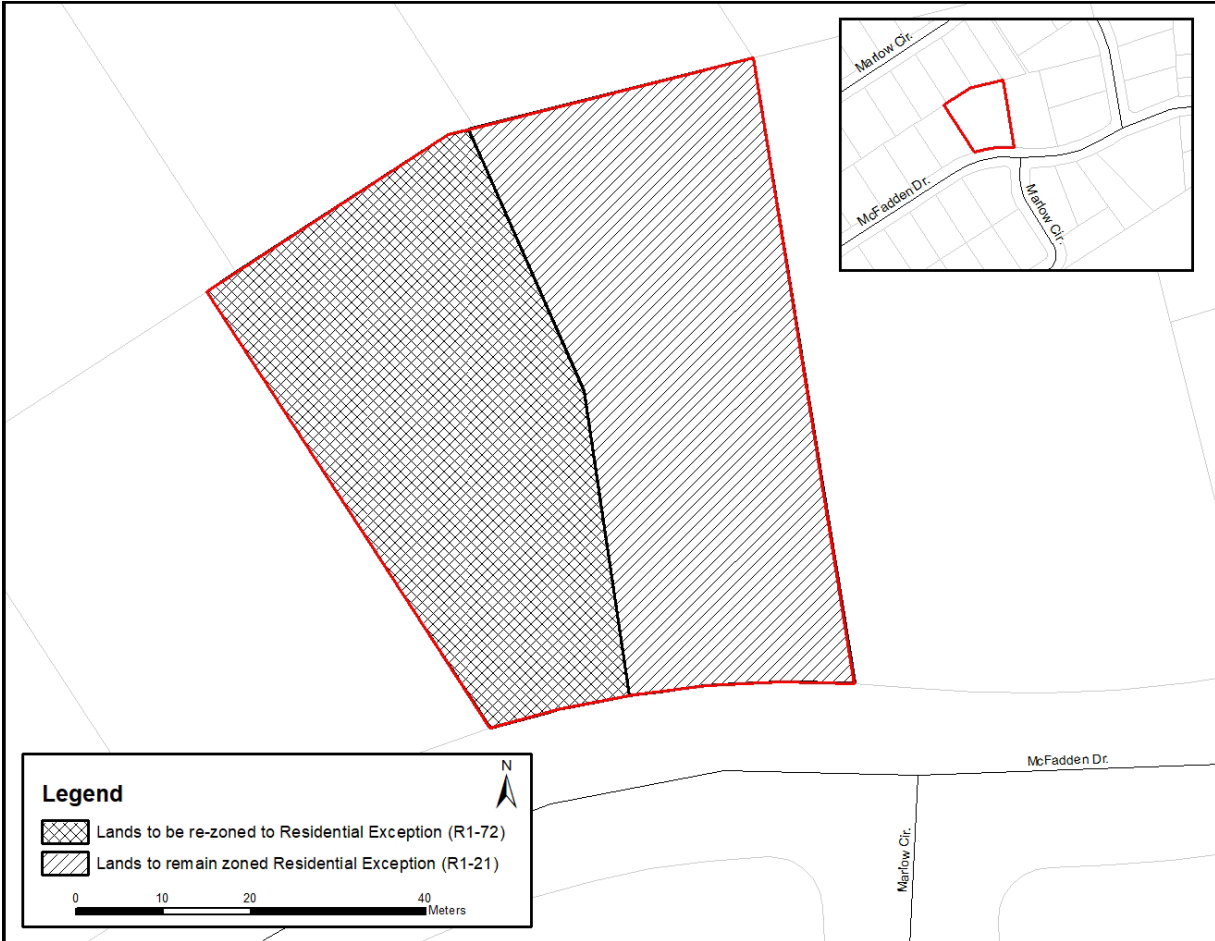 Marlow Cir.
McFadden Dr.
Marlow Cir.
McFadden Dr.
Marlow Cir.
N
Legend
Lands to be re-zoned to Residential Exception (R1-72)
Lands to remain zoned Residential Exception (R1-21)
0 10 20 40
Meters